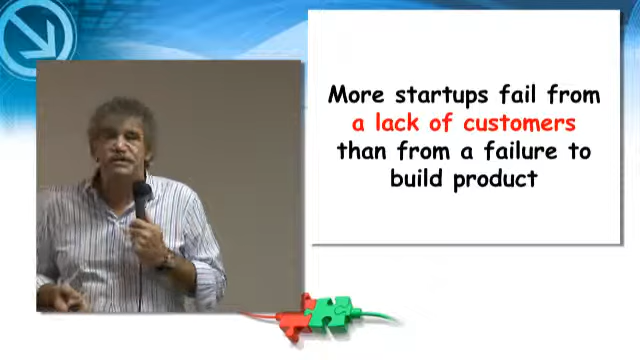 More startups fail from
a lack of customers
than from a failure to
build product